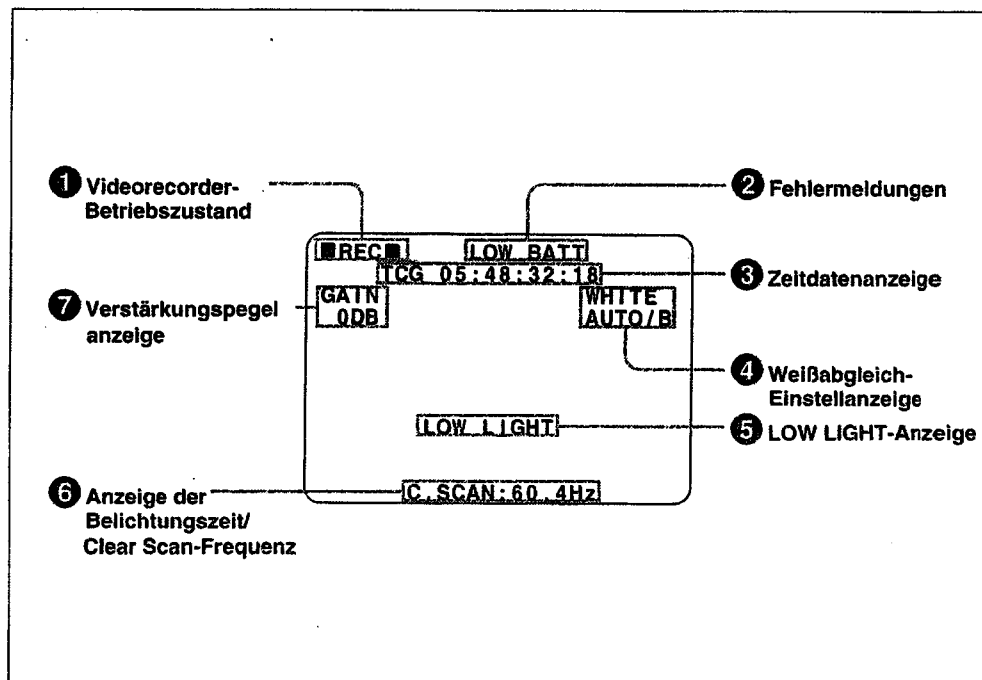 1 Videorecorder-
Betriebszustand
2 Fehlermeldungen
■REC■ LOW BATT
TCG 05:48:32:18
3 Zeitdatenanzeige
7 Verstärkungspegel
anzeige
GAIN
0DB
WHITE
AUTO/B
4 Weißabgleich-
Einstellanzeige
LOW LIGHT
5 LOW LIGHT-Anzeige
6 Anzeige der
Belichtungszeit/
Clear Scan-Frequenz
C.SCAN:60.4Hz